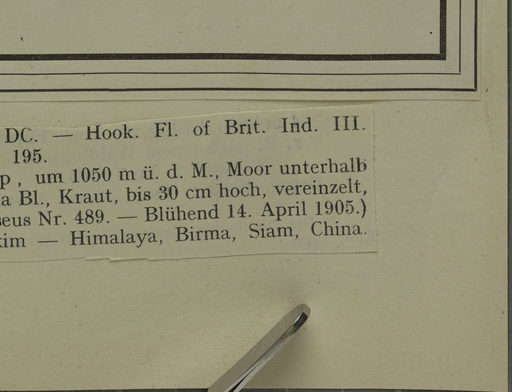 DC. — Hook. Fl. of Brit. Ind. III.
195.
p, um 1050 m ü. d. M., Moor unterhalb
a Bl., Kraut, bis 30 cm hoch, vereinzelt,
seus Nr. 489. — Blühend 14. April 1905.)
kim — Himalaya, Birma, Siam, China.